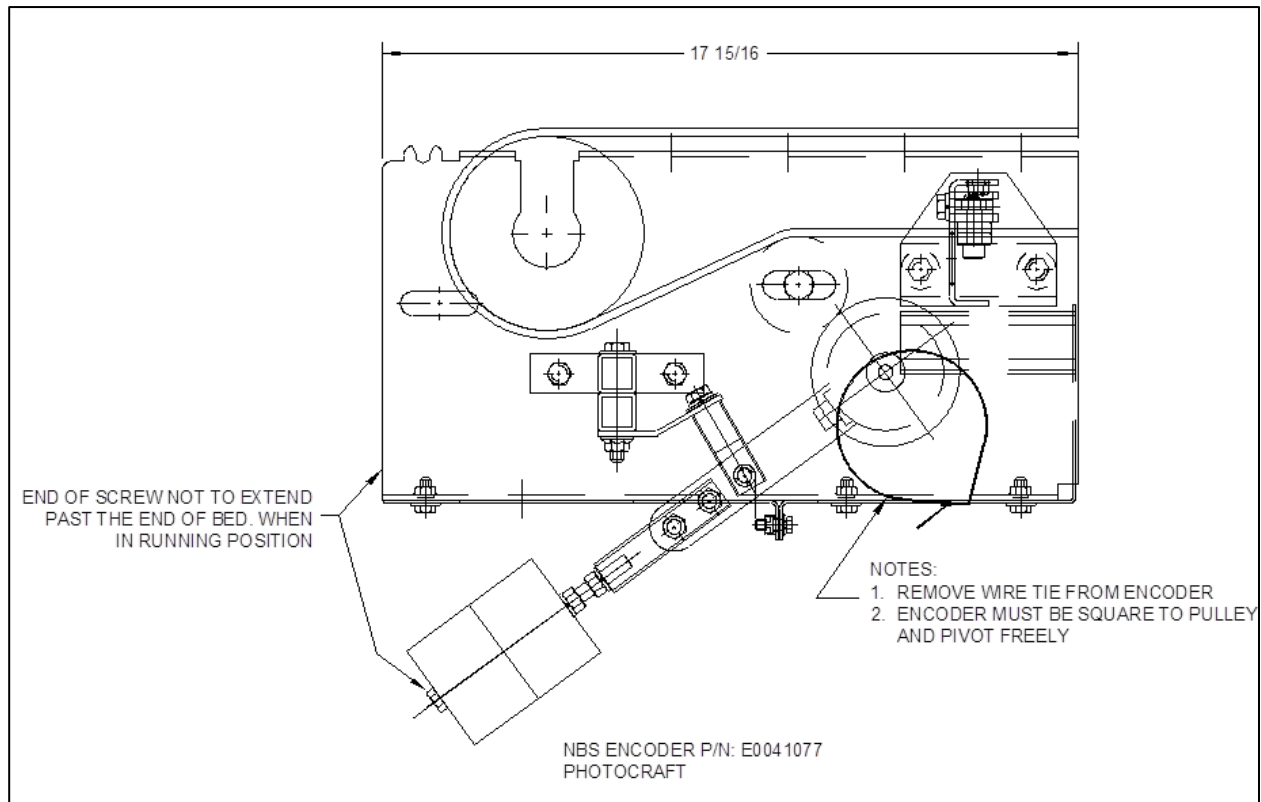 17 15/16
END OF SCREW NOT TO EXTEND
PAST THE END OF BED. WHEN
IN RUNNING POSITION
NOTES:
1. REMOVE WIRE TIE FROM ENCODER
2. ENCODER MUST BE SQUARE TO PULLEY
AND PIVOT FREELY
NBS ENCODER P/N: E0041077
PHOTOCRAFT